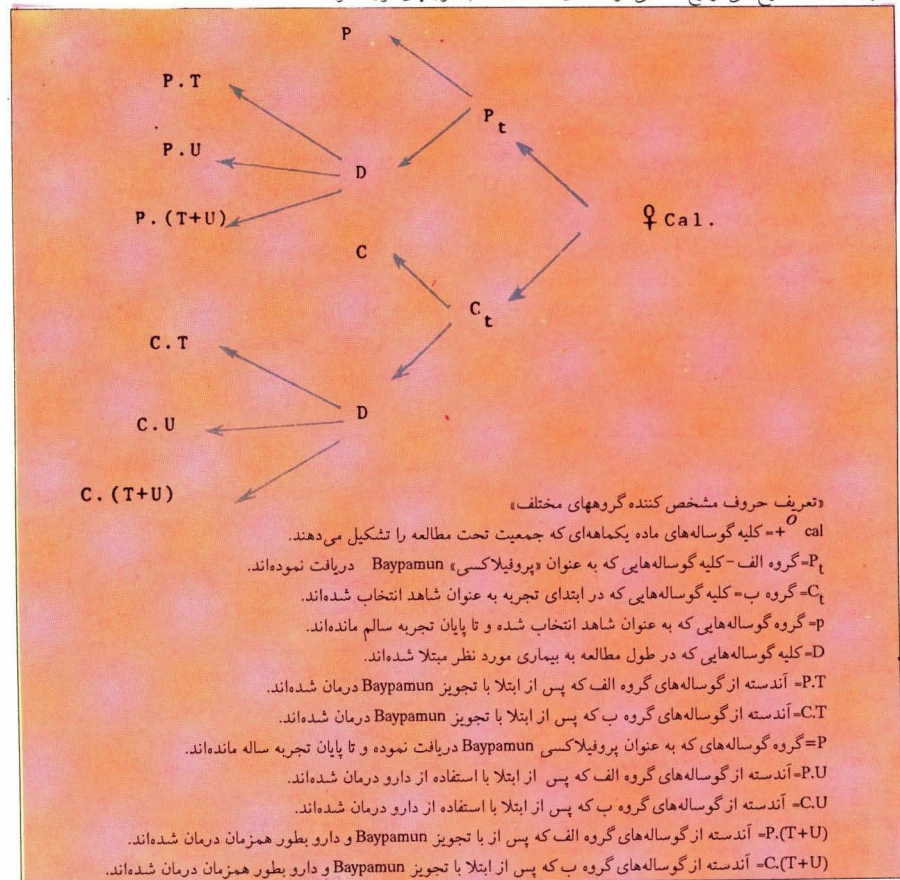 P
P.T
P_t
P.U
D
P.(T+U)
♀ Cal.
C
C_t
C.T
D
C.U
C.(T+U)
«تعریف حروف مشخص کننده گروههای مختلف»
cal ♀= کلیه گوساله‌های ماده یکماهه‌ای که جمعیت تحت مطالعه را تشکیل می‌دهند.
P_t=گروه الف-کلیه گوساله‌هایی که به عنوان «پروفیلاکسی» Baypamun دریافت نموده‌اند.
C_t=گروه ب=کلیه گوساله‌هایی که در ابتدای تجربه به عنوان شاهد انتخاب شده‌اند.
p=گروه گوساله‌هایی که به عنوان شاهد انتخاب شده و تا پایان تجربه سالم مانده‌اند.
D=کلیه گوساله‌هایی که در طول مطالعه به بیماری مورد نظر مبتلا شده‌اند.
P.T= آندسته از گوساله‌های گروه الف که پس از ابتلا با تجویز Baypamun درمان شده‌اند.
C.T=آندسته از گوساله‌های گروه ب که پس از ابتلا با تجویز Baypamun درمان شده‌اند.
P=گروه گوساله‌های که به عنوان پروفیلاکسی Baypamun دریافت نموده و تا پایان تجربه ساله مانده‌اند.
P.U=آندسته از گوساله‌های گروه الف که پس از ابتلا با استفاده از دارو درمان شده‌اند.
C.U= آندسته از گوساله‌های گروه ب که پس از ابتلا با استفاده از دارو درمان شده‌اند.
P.(T+U)= آندسته از گوساله‌های گروه الف که پس از با تجویز Baypamun و دارو بطور همزمان درمان شده‌اند.
C.(T+U)= آندسته از گوساله‌های گروه ب که پس از ابتلا با تجویز Baypamun و دارو بطور همزمان درمان شده‌اند.